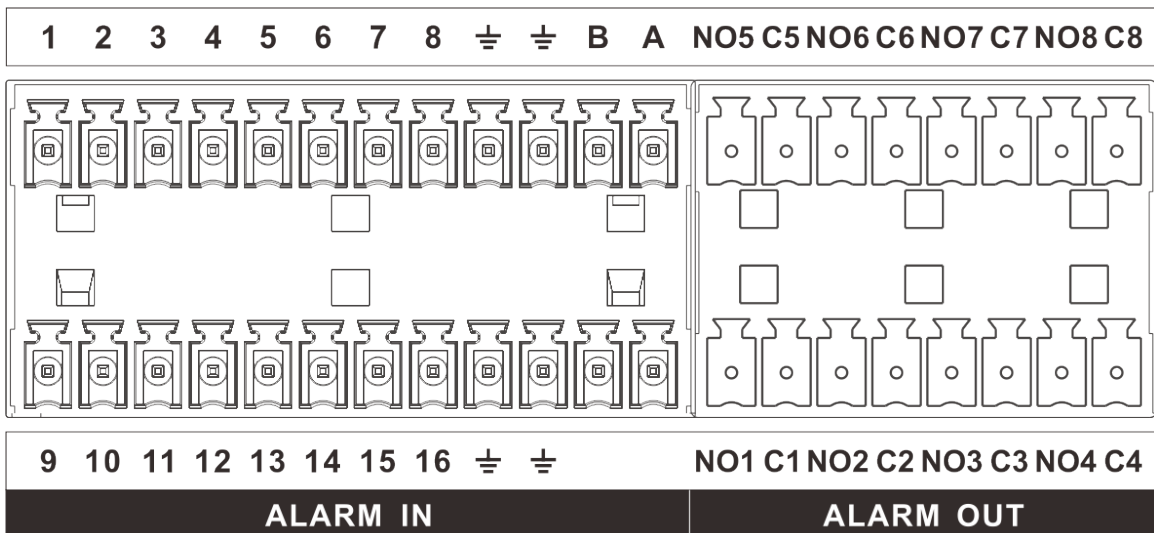 1 2 3 4 5 6 7 8 ⏚ ⏚ B A NO5 C5 NO6 C6 NO7 C7 NO8 C8
9 10 11 12 13 14 15 16 ⏚ ⏚ NO1 C1 NO2 C2 NO3 C3 NO4 C4
ALARM IN ALARM OUT